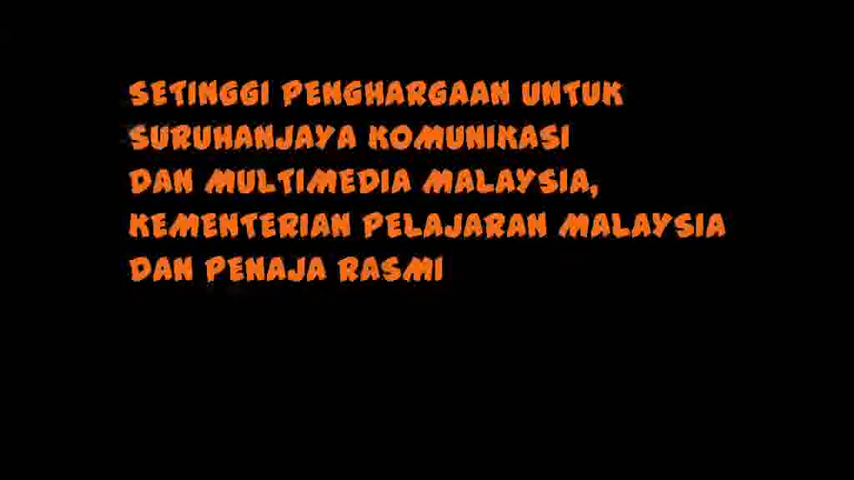 SETINGGI PENGHARGAAN UNTUK
SURUHANJAYA KOMUNIKASI
DAN MULTIMEDIA MALAYSIA,
KEMENTERIAN PELAJARAN MALAYSIA
DAN PENAJA RASMI